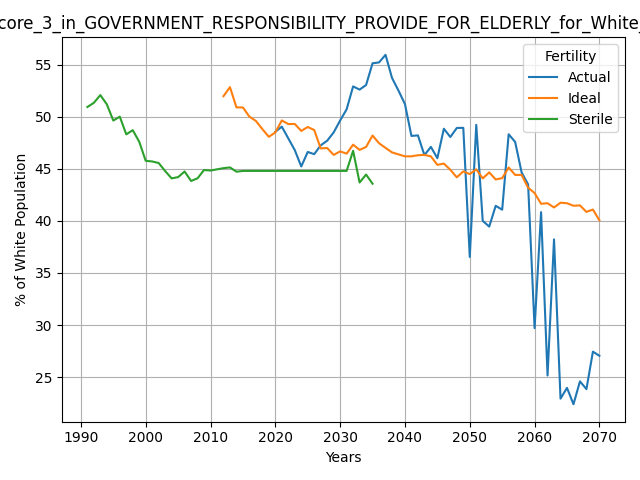 core_3_in_GOVERNMENT_RESPONSIBILITY_PROVIDE_FOR_ELDERLY_for_White_
Fertility
Actual
Ideal
Sterile
% of White Population
55
50
45
40
35
30
25
1990 2000 2010 2020 2030 2040 2050 2060 2070
Years